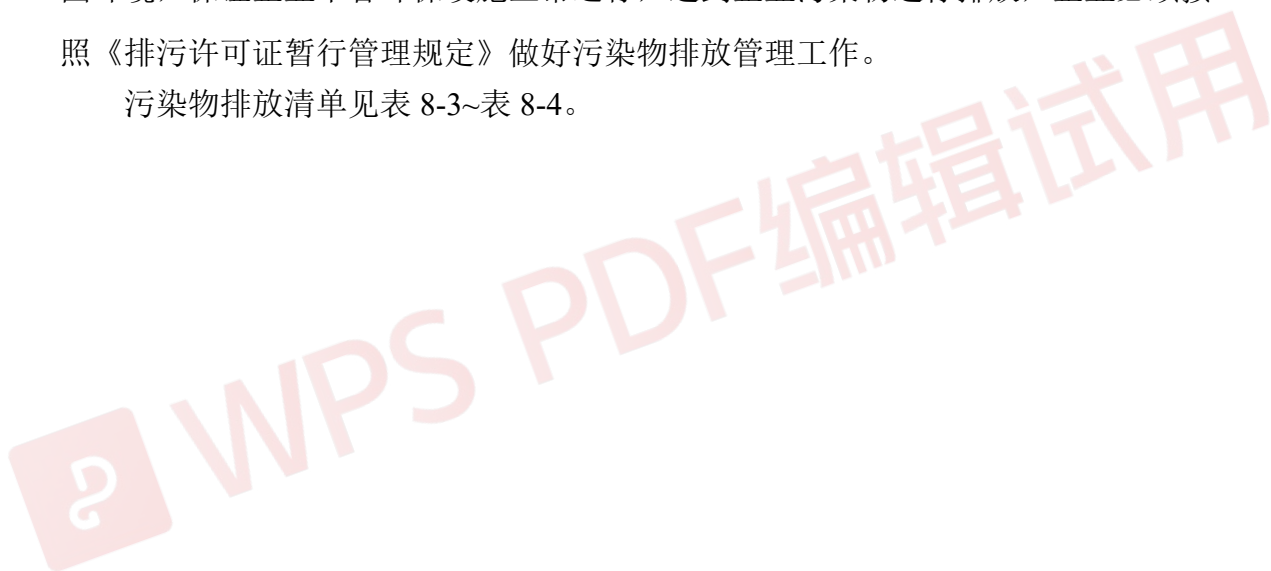 照《排污许可证暂行管理规定》做好污染物排放管理工作。
污染物排放清单见表 8-3~表 8-4。
WPS PDF编辑试用